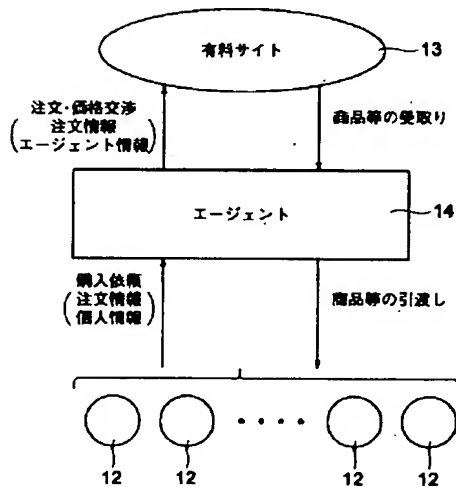 有料サイト
13
注文・価格交渉
注文情報
エージェント情報
商品等の受取り
エージェント
14
購入依頼
注文情報
個人情報
商品等の引渡し
12
12
12
12